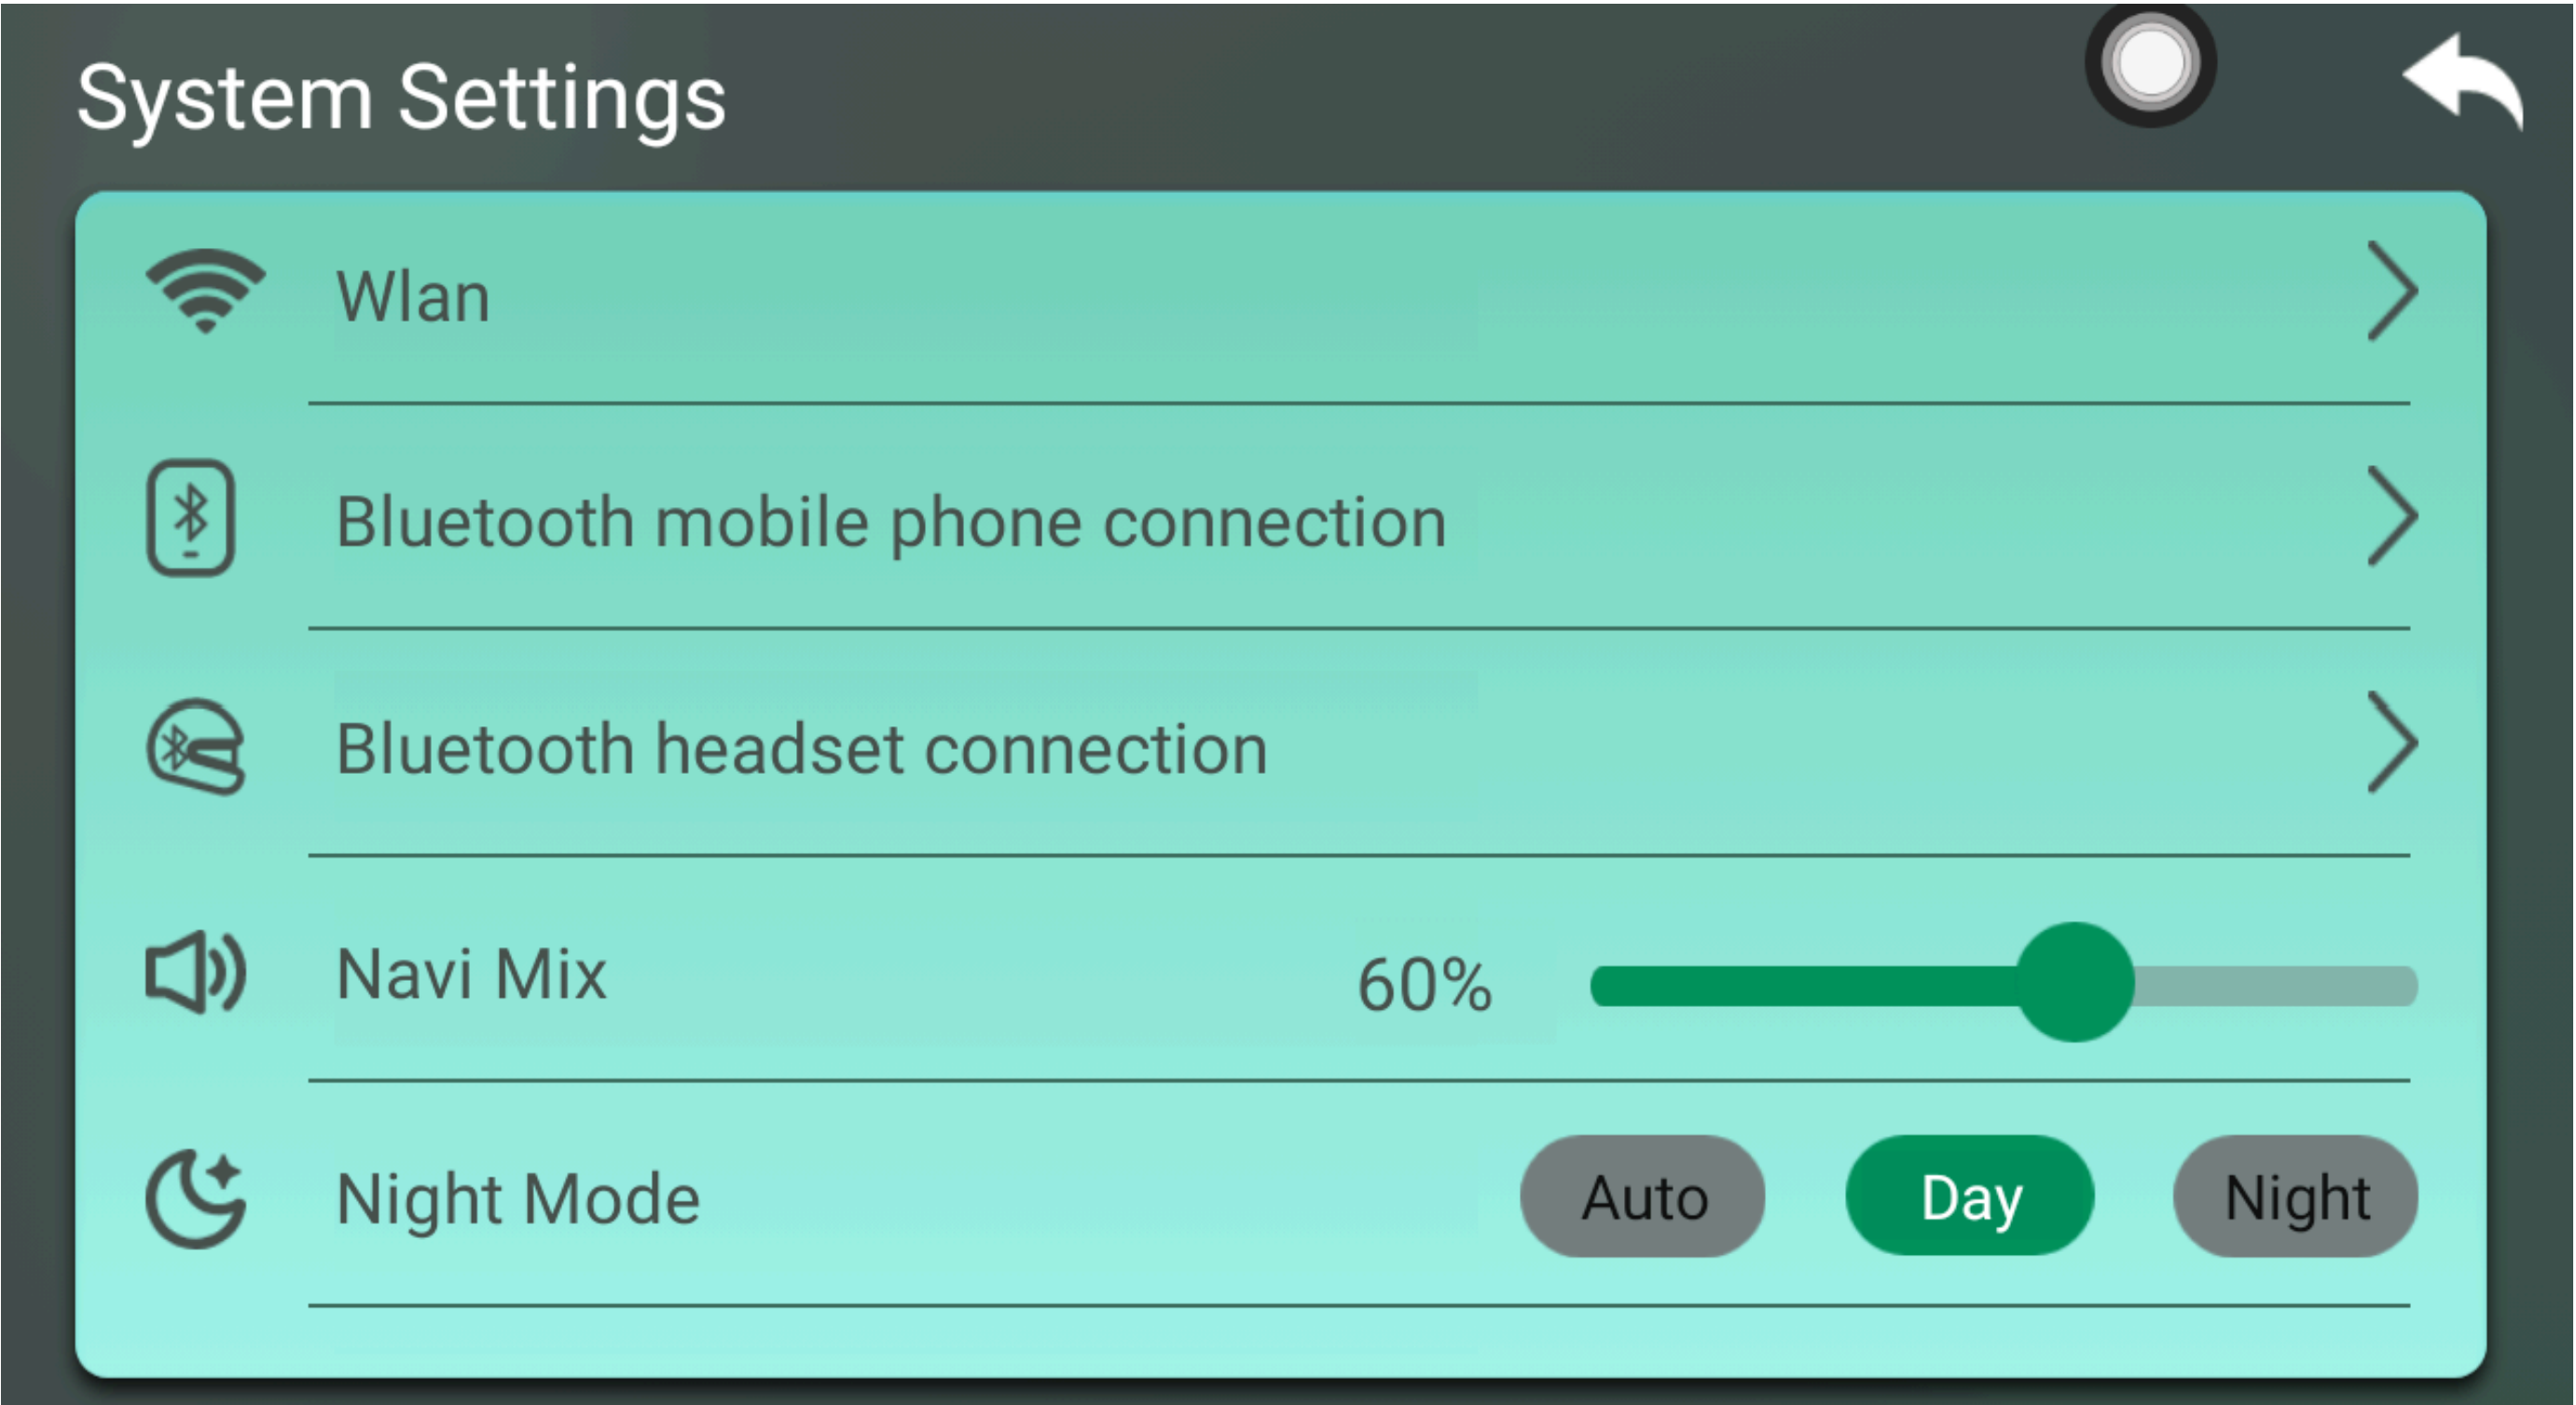 System Settings
Wlan
Bluetooth mobile phone connection
Bluetooth headset connection
Navi Mix 60%
Night Mode Auto Day Night